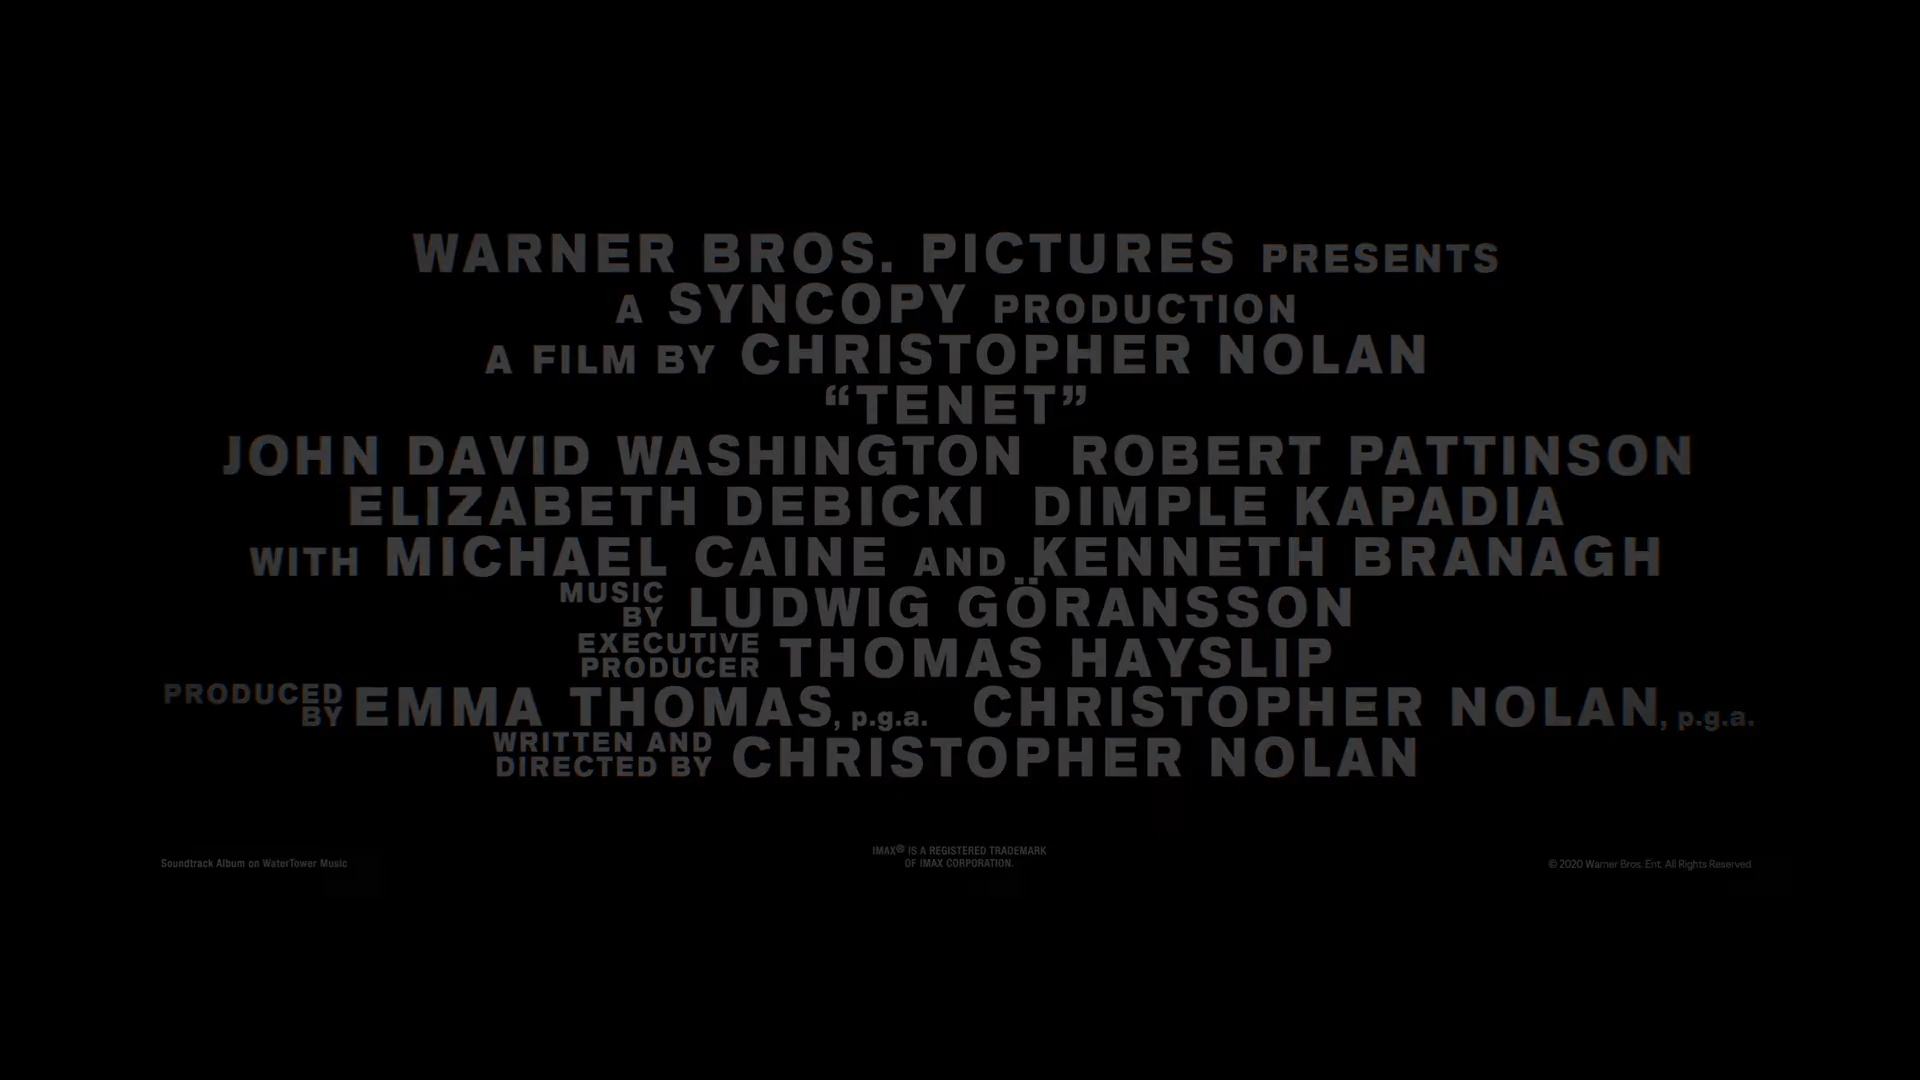 WARNER BROS. PICTURES PRESENTS
A SYNCOPY PRODUCTION
A FILM BY CHRISTOPHER NOLAN
“TENET”
JOHN DAVID WASHINGTON ROBERT PATTINSON
ELIZABETH DEBICKI DIMPLE KAPADIA
WITH MICHAEL CAINE AND KENNETH BRANAGH
MUSIC BY LUDWIG GÖRANSSON
EXECUTIVE PRODUCER THOMAS HAYSLIP
PRODUCED BY EMMA THOMAS, p.g.a. CHRISTOPHER NOLAN, p.g.a.
WRITTEN AND DIRECTED BY CHRISTOPHER NOLAN
Soundtrack Album on WaterTower Music
IMAX® IS A REGISTERED TRADEMARK
OF IMAX CORPORATION.
© 2020 Warner Bros. Ent. All Rights Reserved